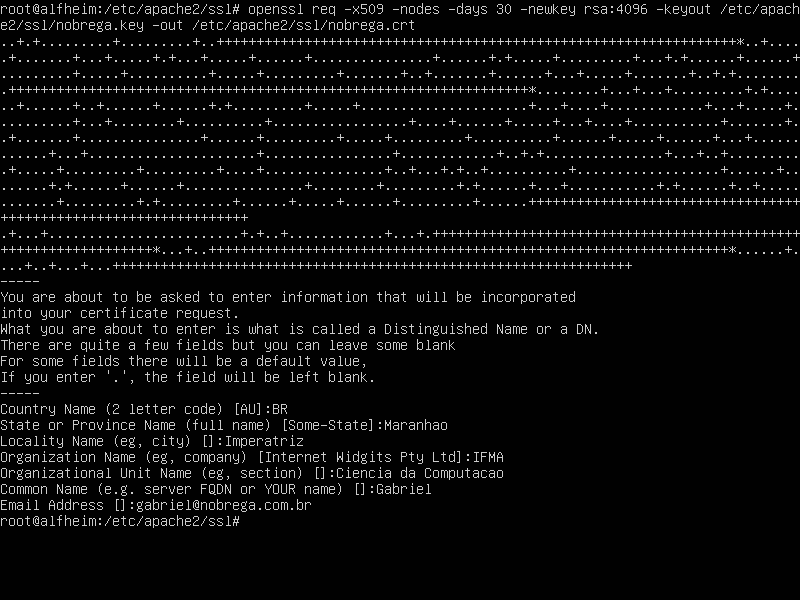 root@alfheim:/etc/apache2/ssl# openssl req -x509 -nodes -days 30 -newkey rsa:4096 -keyout /etc/apach
e2/ssl/nobrega.key -out /etc/apache2/ssl/nobrega.crt
-----
You are about to be asked to enter information that will be incorporated
into your certificate request.
What you are about to enter is what is called a Distinguished Name or a DN.
There are quite a few fields but you can leave some blank
For some fields there will be a default value,
If you enter '.', the field will be left blank.
-----
Country Name (2 letter code) [AU]:BR
State or Province Name (full name) [Some-State]:Maranhao
Locality Name (eg, city) []:Imperatriz
Organization Name (eg, company) [Internet Widgits Pty Ltd]:IFMA
Organizational Unit Name (eg, section) []:Ciencia da Computacao
Common Name (e.g. server FQDN or YOUR name) []:Gabriel
Email Address []:gabriel@nobrega.com.br
root@alfheim:/etc/apache2/ssl#